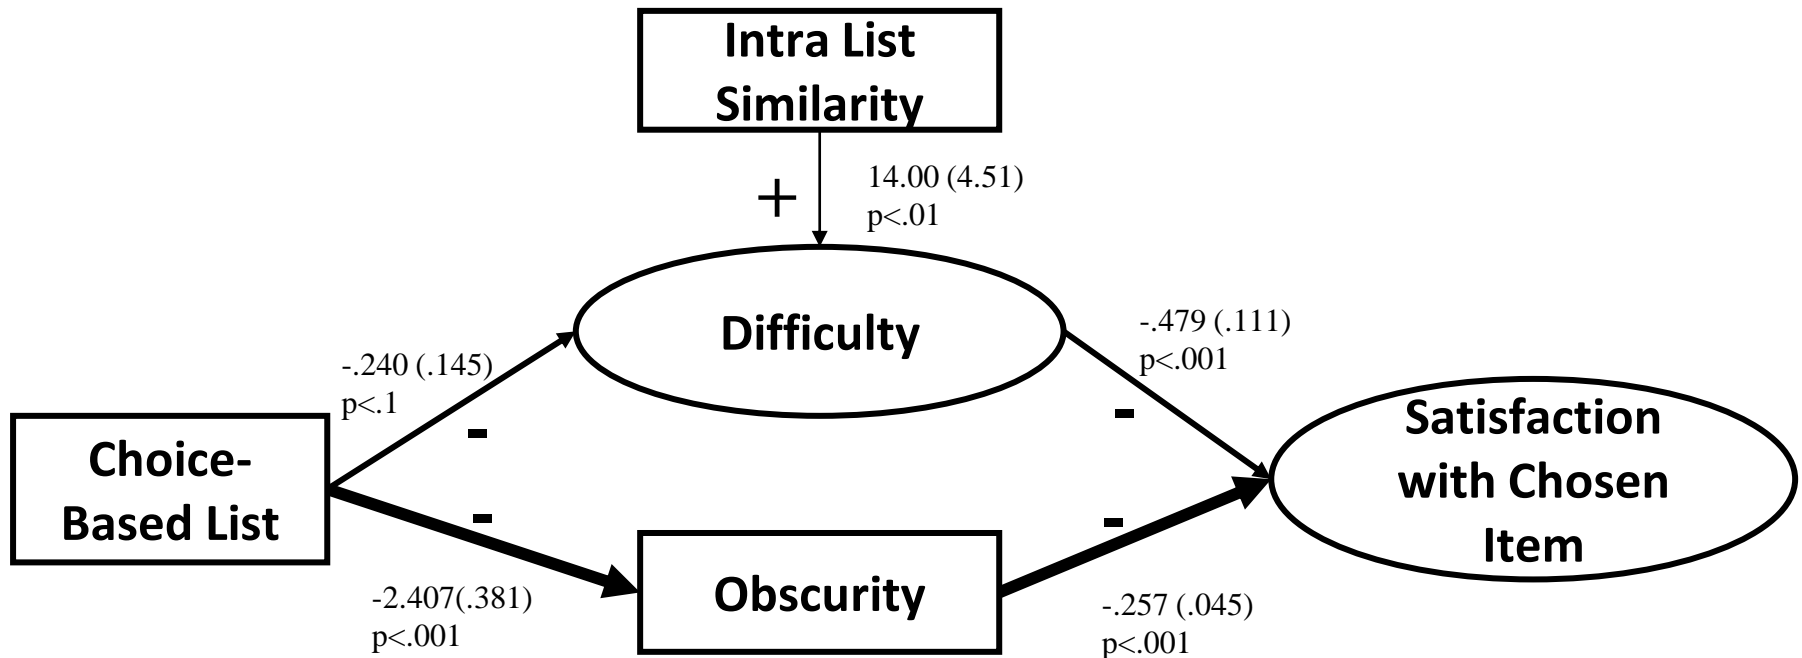 Intra List
Similarity
+
14.00 (4.51)
p<.01
Difficulty
-.240 (.145)
p<.1
-
-.479 (.111)
p<.001
-
Choice-
Based List
Satisfaction
with Chosen
Item
-
-2.407(.381)
p<.001
Obscurity
-
-.257 (.045)
p<.001